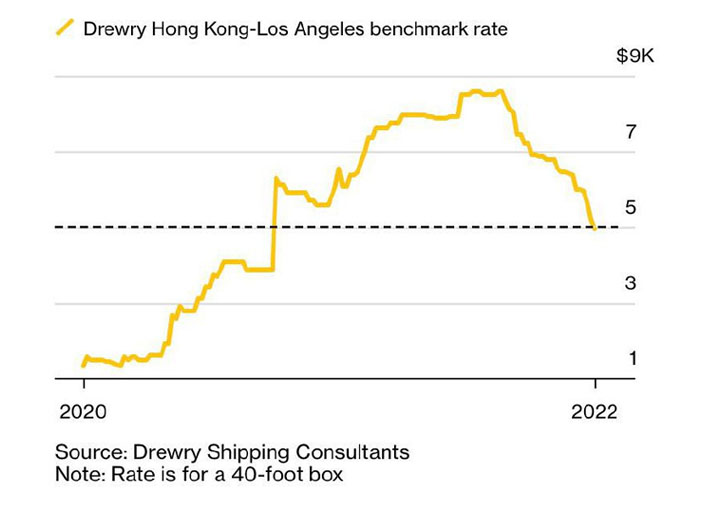 Drewry Hong Kong-Los Angeles benchmark rate
$9K
7
5
3
1
2020 2022
Source: Drewry Shipping Consultants
Note: Rate is for a 40-foot box